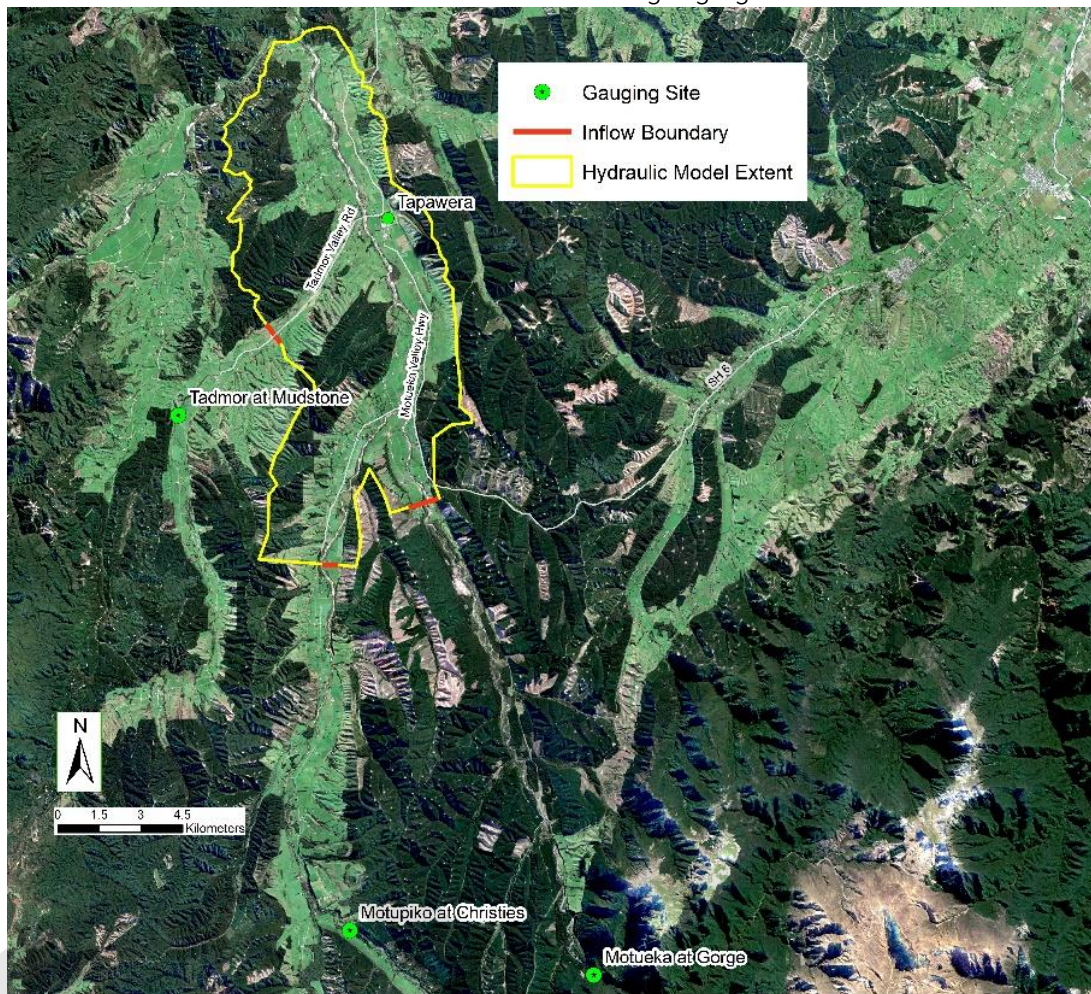 Gauging Site
Inflow Boundary
Hydraulic Model Extent
Tapawera
Tadmor Valley Rd
Motueka Valley Hwy
SH 6
Tadmor at Mudstone
N
0 1.5 3 4.5
Kilometers
Motupiko at Christies
Motueka at Gorge